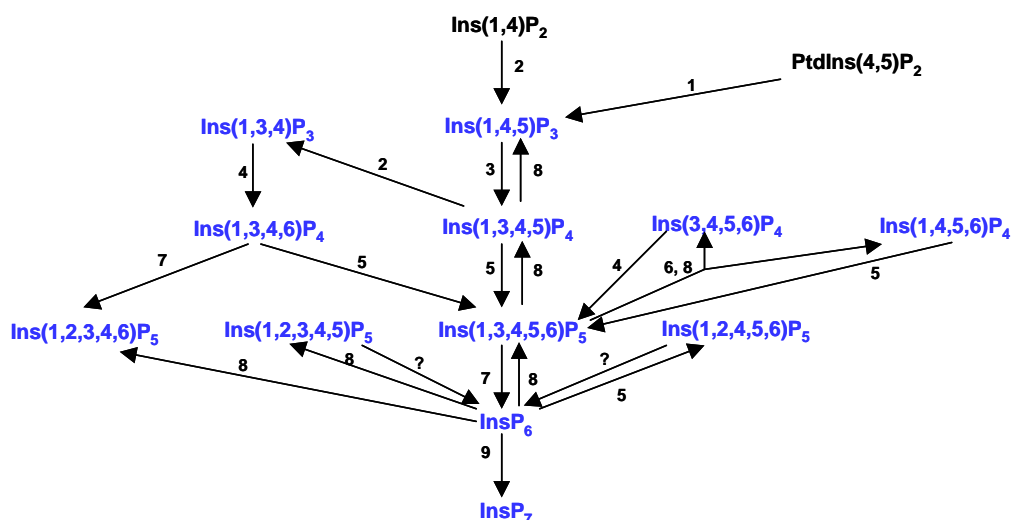 Ins(1,4)P2
2
PtdIns(4,5)P2
1
Ins(1,3,4)P3
Ins(1,4,5)P3
2
3
8
4
Ins(1,3,4,6)P4
Ins(1,3,4,5)P4
Ins(3,4,5,6)P4
Ins(1,4,5,6)P4
7
5
5
8
4
6, 8
5
Ins(1,2,3,4,6)P5
Ins(1,2,3,4,5)P5
Ins(1,3,4,5,6)P5
Ins(1,2,4,5,6)P5
8
8
?
7
8
?
5
InsP6
9
InsP7